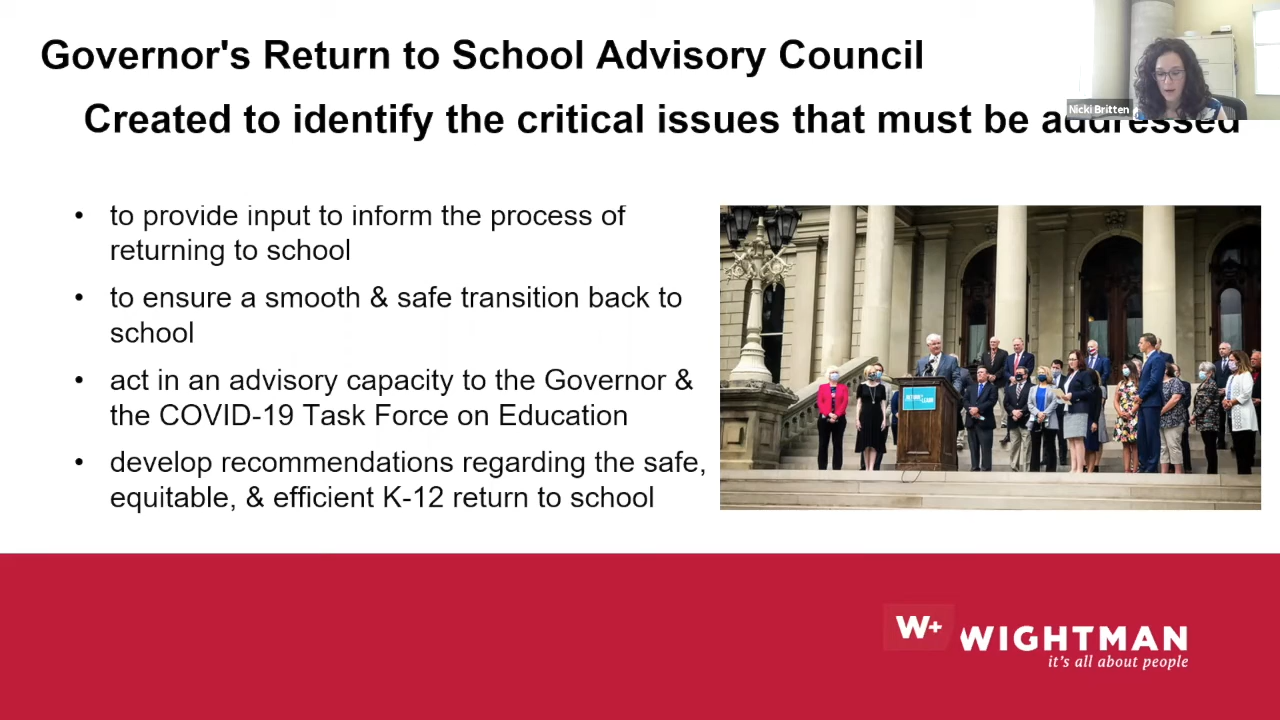 Governor's Return to School Advisory Council
Nicki Britten
Created to identify the critical issues that must be addressed
• to provide input to inform the process of
returning to school
• to ensure a smooth & safe transition back to
school
• act in an advisory capacity to the Governor &
the COVID-19 Task Force on Education
• develop recommendations regarding the safe,
equitable, & efficient K-12 return to school
W+ WIGHTMAN
it's all about people